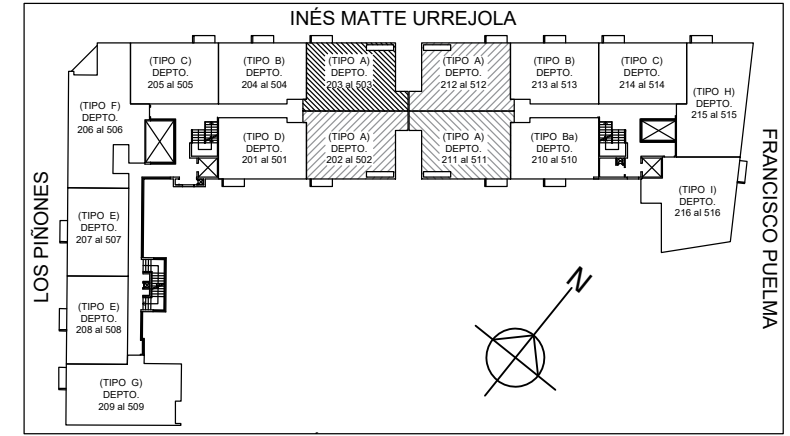 INÉS MATTE URREJOLA
(TIPO C)
DEPTO.
205 al 505
(TIPO B)
DEPTO.
204 al 504
(TIPO A)
DEPTO.
203 al 503
(TIPO A)
DEPTO.
212 al 512
(TIPO B)
DEPTO.
213 al 513
(TIPO C)
DEPTO.
214 al 514
(TIPO H)
DEPTO.
215 al 515
(TIPO F)
DEPTO.
206 al 506
(TIPO D)
DEPTO.
201 al 501
(TIPO A)
DEPTO.
202 al 502
(TIPO A)
DEPTO.
211 al 511
(TIPO Ba)
DEPTO.
210 al 510
(TIPO I)
DEPTO.
216 al 516
(TIPO E)
DEPTO.
207 al 507
(TIPO E)
DEPTO.
208 al 508
(TIPO G)
DEPTO.
209 al 509
LOS PIÑONES
FRANCISCO PUELMA
N